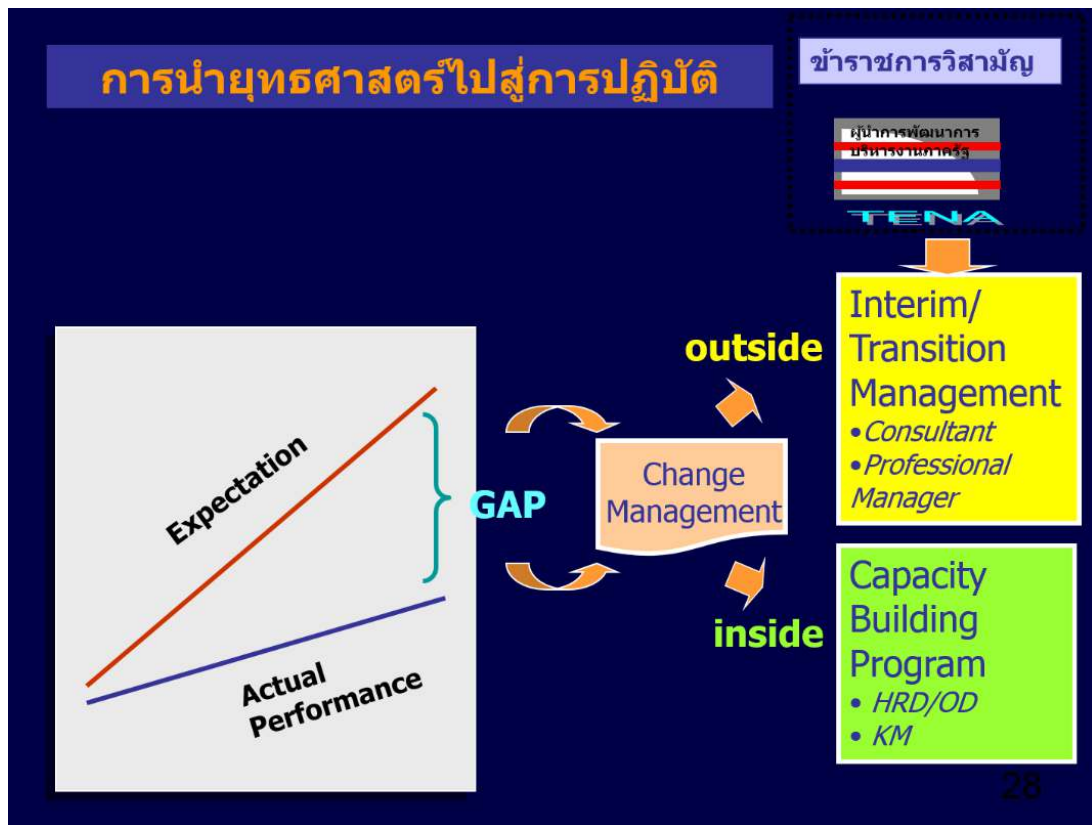 การนำยุทธศาสตร์ไปสู่การปฏิบัติ
ข้าราชการวิสามัญ
ผู้นำการพัฒนาการ
บริหารงานภาครัฐ
TENA
Expectation
Actual
Performance
GAP
Change
Management
outside
Interim/
Transition
Management
•Consultant
•Professional
Manager
inside
Capacity
Building
Program
• HRD/OD
• KM
28